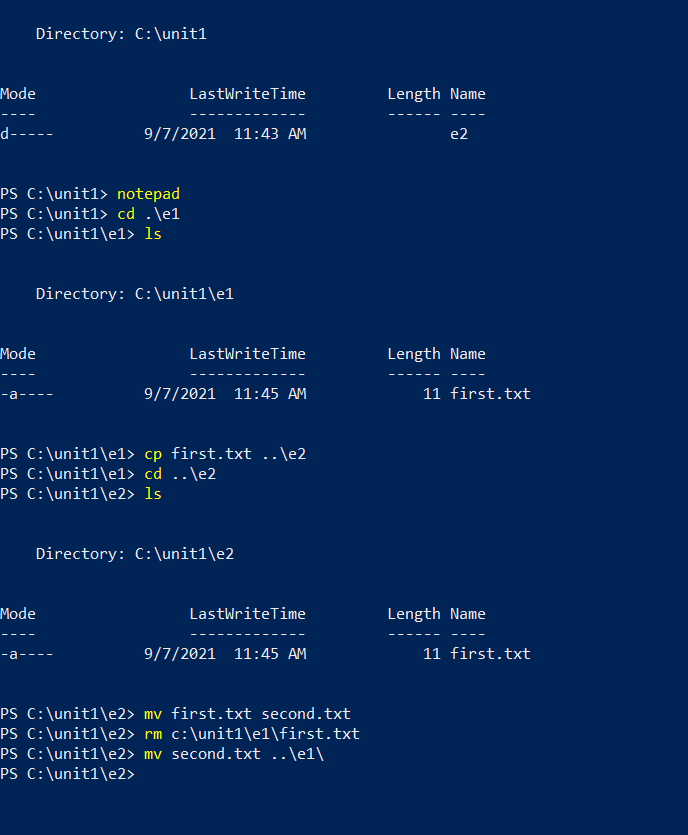 Directory: C:\unit1
Mode                 LastWriteTime         Length Name
----                 -------------         ------ ----
d-----          9/7/2021  11:43 AM                e2
PS C:\unit1> notepad
PS C:\unit1> cd .\e1
PS C:\unit1\e1> ls
Directory: C:\unit1\e1
Mode                 LastWriteTime         Length Name
----                 -------------         ------ ----
-a----          9/7/2021  11:45 AM             11 first.txt
PS C:\unit1\e1> cp first.txt ..\e2
PS C:\unit1\e1> cd ..\e2
PS C:\unit1\e2> ls
Directory: C:\unit1\e2
Mode                 LastWriteTime         Length Name
----                 -------------         ------ ----
-a----          9/7/2021  11:45 AM             11 first.txt
PS C:\unit1\e2> mv first.txt second.txt
PS C:\unit1\e2> rm c:\unit1\e1\first.txt
PS C:\unit1\e2> mv second.txt ..\e1\
PS C:\unit1\e2>